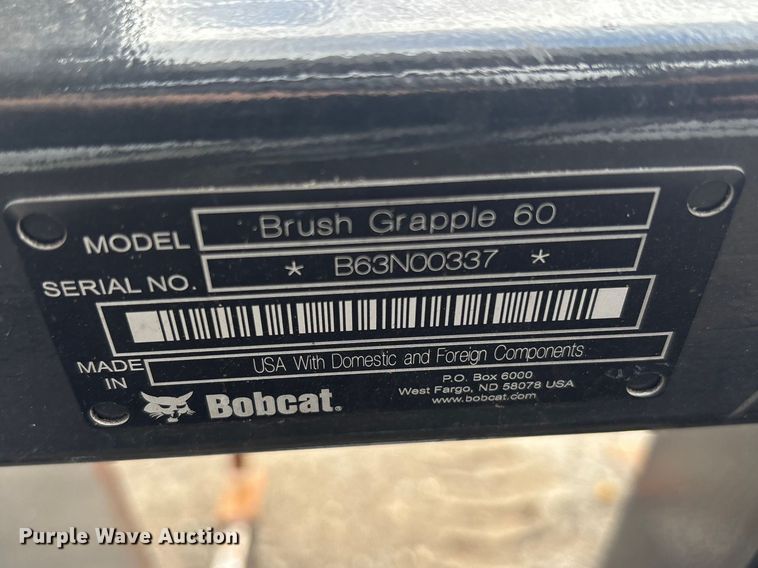 MODEL Brush Grapple 60
SERIAL NO. * B63N00337 *
MADE IN USA With Domestic and Foreign Components
Bobcat.
P.O. Box 6000
West Fargo, ND 58078 USA
www.bobcat.com
Purple Wave Auction